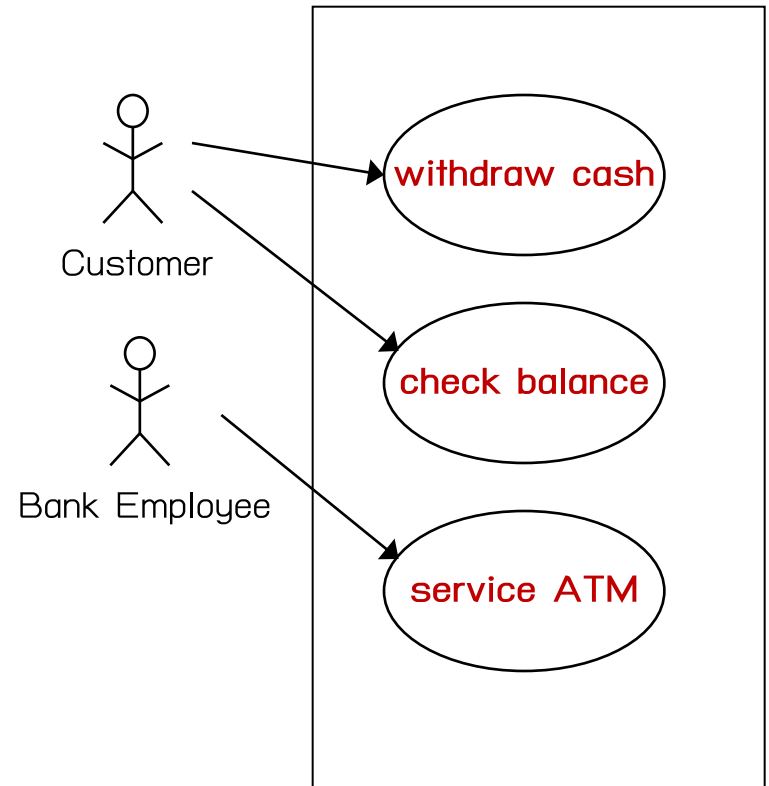 withdraw cash
Customer
check balance
Bank Employee
service ATM